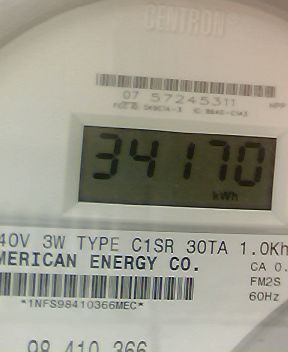 CENTRON®
07 57245311
34170
kWh
40V 3W TYPE C1SR 30TA 1.0Kh
MERICAN ENERGY CO.
CA 0.
FM2S
*1NFS98410366MEC*
60Hz
98 410 366